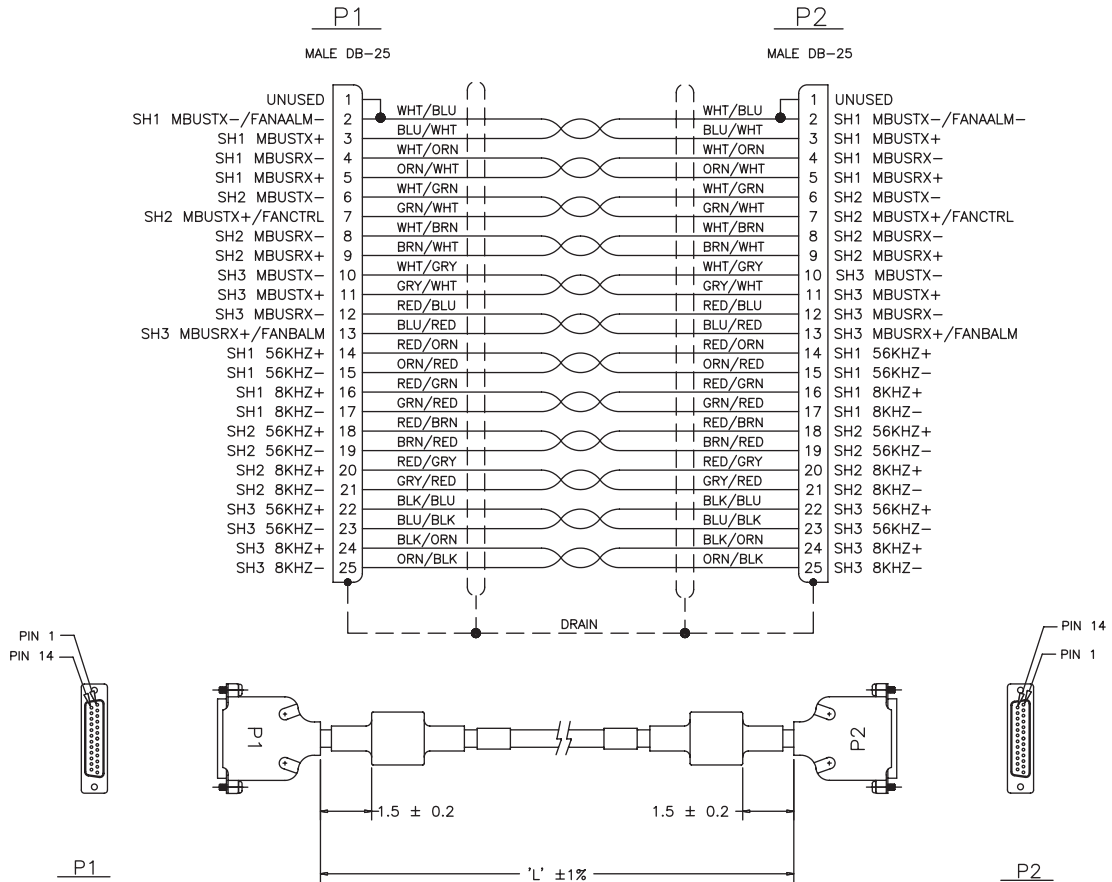 P1 P2
MALE DB-25 MALE DB-25
UNUSED 1 1 UNUSED
SH1 MBUSTX-/FANAALM- 2 WHT/BLU WHT/BLU 2 SH1 MBUSTX-/FANAALM-
SH1 MBUSTX+ 3 BLU/WHT BLU/WHT 3 SH1 MBUSTX+
SH1 MBUSRX- 4 WHT/ORN WHT/ORN 4 SH1 MBUSRX-
SH1 MBUSRX+ 5 ORN/WHT ORN/WHT 5 SH1 MBUSRX+
SH2 MBUSTX- 6 WHT/GRN WHT/GRN 6 SH2 MBUSTX-
SH2 MBUSTX+/FANCTRL 7 GRN/WHT GRN/WHT 7 SH2 MBUSTX+/FANCTRL
SH2 MBUSRX- 8 WHT/BRN WHT/BRN 8 SH2 MBUSRX-
SH2 MBUSRX+ 9 BRN/WHT BRN/WHT 9 SH2 MBUSRX+
SH3 MBUSTX- 10 WHT/GRY WHT/GRY 10 SH3 MBUSTX-
SH3 MBUSTX+ 11 GRY/WHT GRY/WHT 11 SH3 MBUSTX+
SH3 MBUSRX- 12 RED/BLU RED/BLU 12 SH3 MBUSRX-
SH3 MBUSRX+/FANBALM 13 BLU/RED BLU/RED 13 SH3 MBUSRX+/FANBALM
SH1 56KHZ+ 14 RED/ORN RED/ORN 14 SH1 56KHZ+
SH1 56KHZ- 15 ORN/RED ORN/RED 15 SH1 56KHZ-
SH1 8KHZ+ 16 RED/GRN RED/GRN 16 SH1 8KHZ+
SH1 8KHZ- 17 GRN/RED GRN/RED 17 SH1 8KHZ-
SH2 56KHZ+ 18 RED/BRN RED/BRN 18 SH2 56KHZ+
SH2 56KHZ- 19 BRN/RED BRN/RED 19 SH2 56KHZ-
SH2 8KHZ+ 20 RED/GRY RED/GRY 20 SH2 8KHZ+
SH2 8KHZ- 21 GRY/RED GRY/RED 21 SH2 8KHZ-
SH3 56KHZ+ 22 BLK/BLU BLK/BLU 22 SH3 56KHZ+
SH3 56KHZ- 23 BLU/BLK BLU/BLK 23 SH3 56KHZ-
SH3 8KHZ+ 24 BLK/ORN BLK/ORN 24 SH3 8KHZ+
SH3 8KHZ- 25 ORN/BLK ORN/BLK 25 SH3 8KHZ-
DRAIN
PIN 1 PIN 14
PIN 14 PIN 1
P1 P2
1.5 ± 0.2 1.5 ± 0.2
P1 'L' ±1% P2